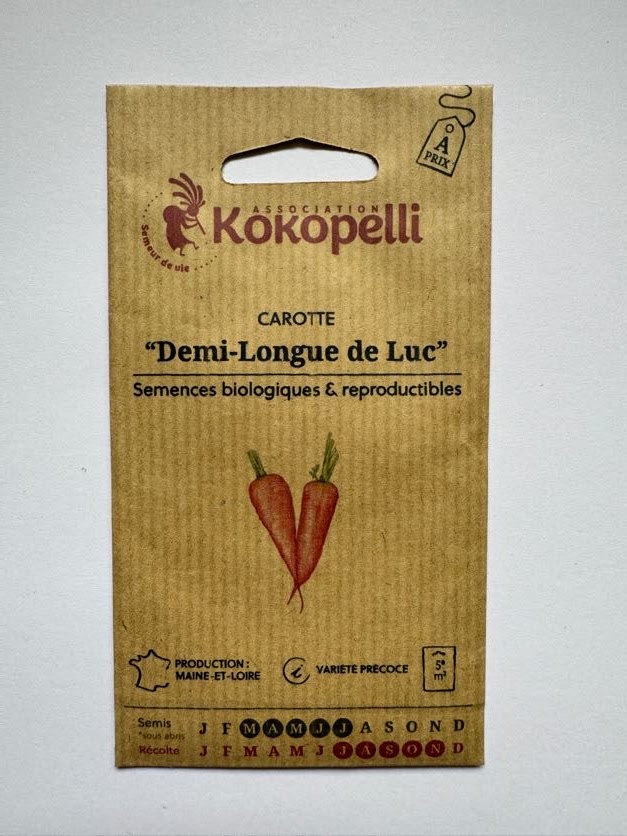 À
PRIX
ASSOCIATION
Kokopelli
Semeur de vie
CAROTTE
“Demi-Longue de Luc”
Semences biologiques & reproductibles
PRODUCTION :
MAINE-ET-LOIRE
VARIÉTÉ PRÉCOCE
m²
Semis J F M A M J J A S O N D
*sous abris
Récolte J F M A M J J A S O N D